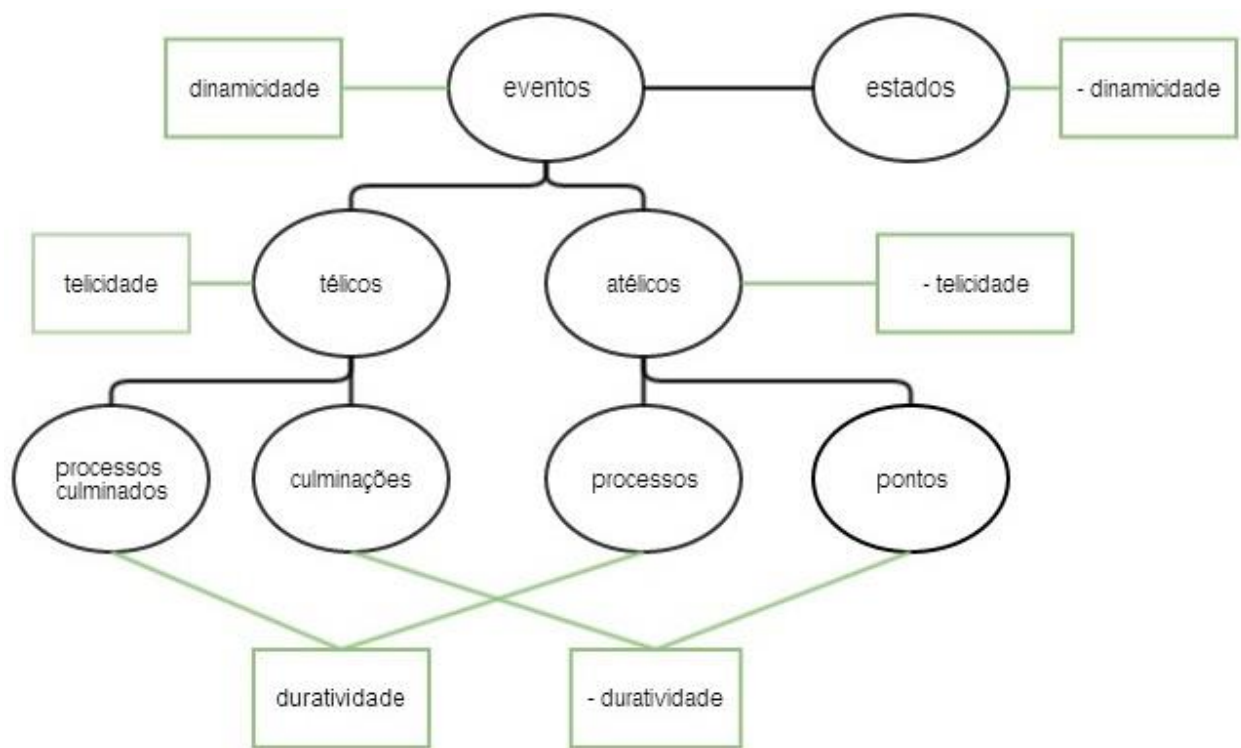 dinamicidade
eventos
estados
- dinamicidade
telicidade
télicos
atélicos
- telicidade
processos
culminados
culminações
processos
pontos
duratividade
- duratividade